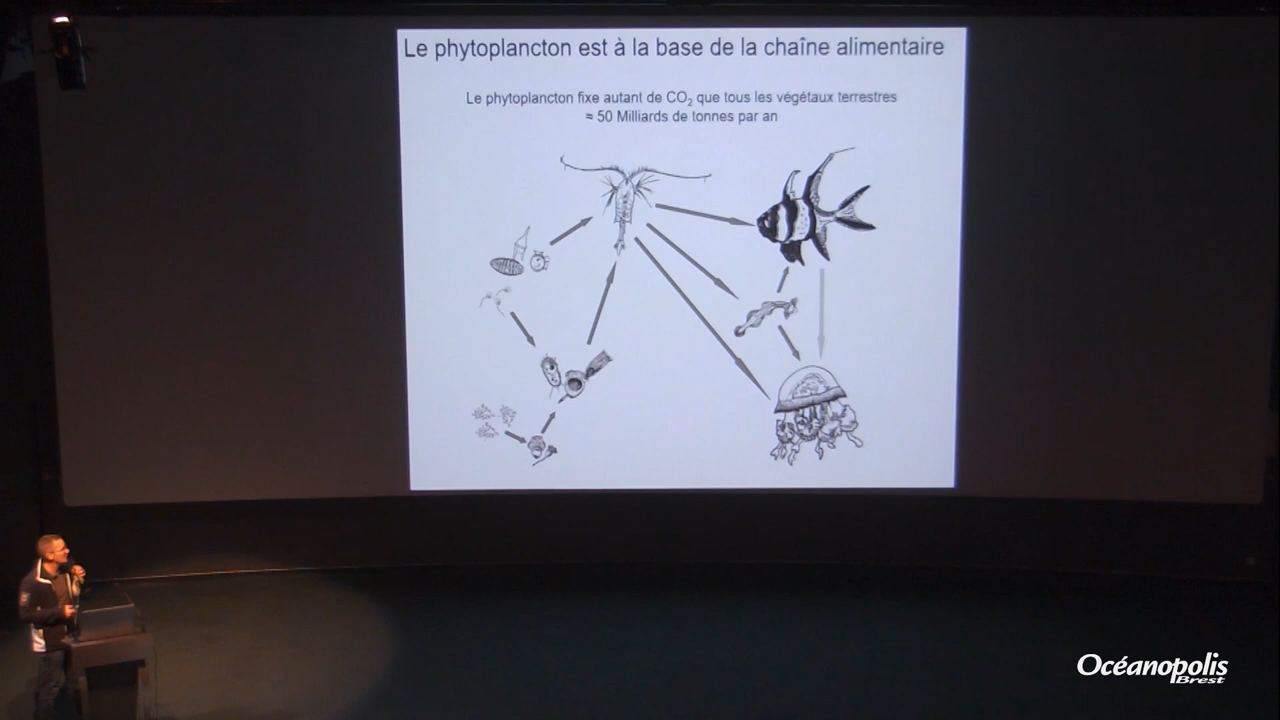 Le phytoplancton est à la base de la chaîne alimentaire
Le phytoplancton fixe autant de CO₂ que tous les végétaux terrestres
≈ 50 Milliards de tonnes par an
Océanopolis
Brest